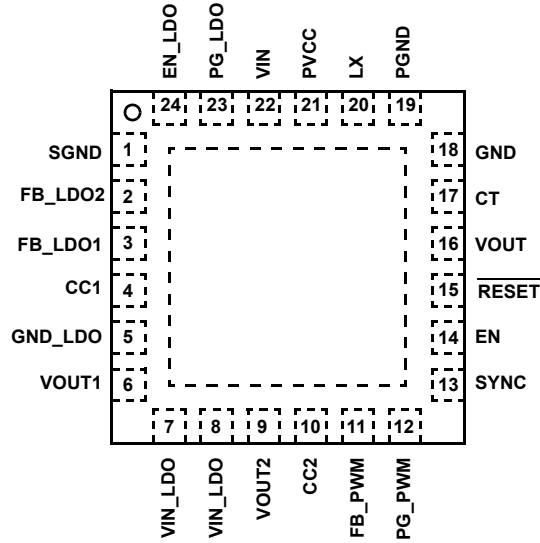 EN_LDO
PG_LDO
VIN
PVCC
LX
PGND
24 23 22 21 20 19
SGND 1
18 GND
FB_LDO2 2
17 CT
FB_LDO1 3
16 VOUT
CC1 4
15 RESET
GND_LDO 5
14 EN
VOUT1 6
13 SYNC
7 8 9 10 11 12
VIN_LDO
VIN_LDO
VOUT2
CC2
FB_PWM
PG_PWM